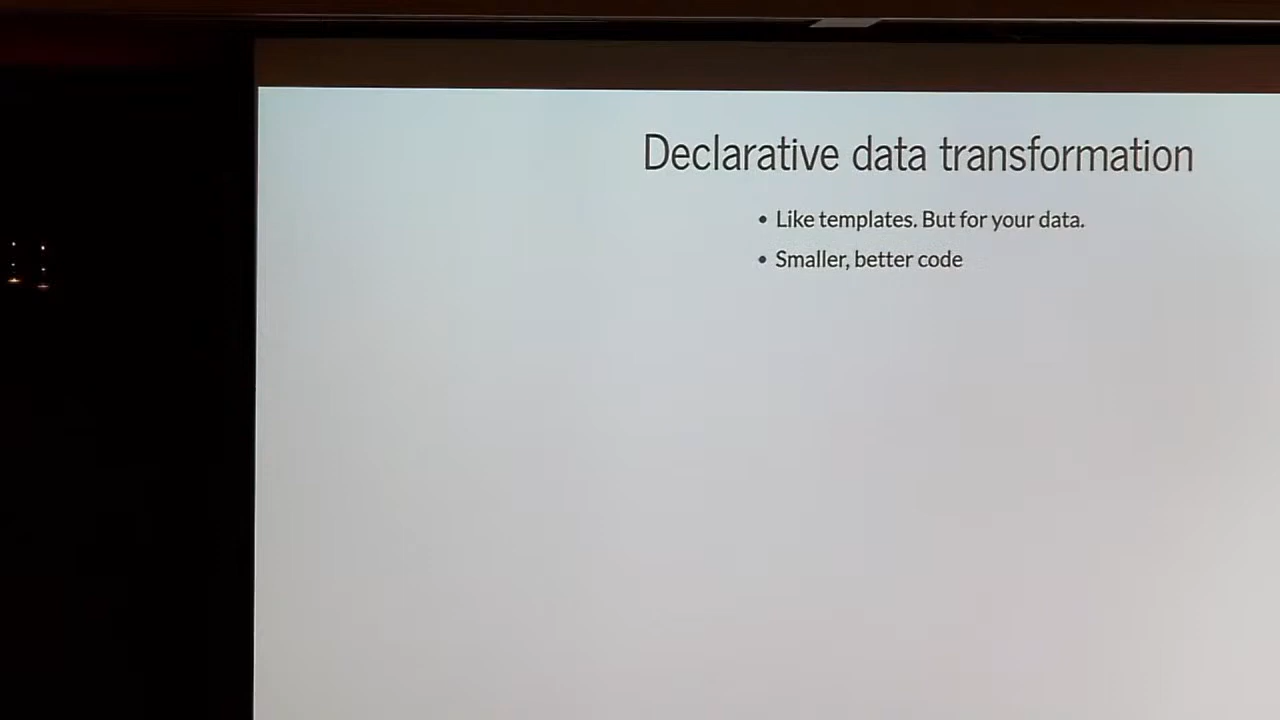 Declarative data transformation
• Like templates. But for your data.
• Smaller, better code